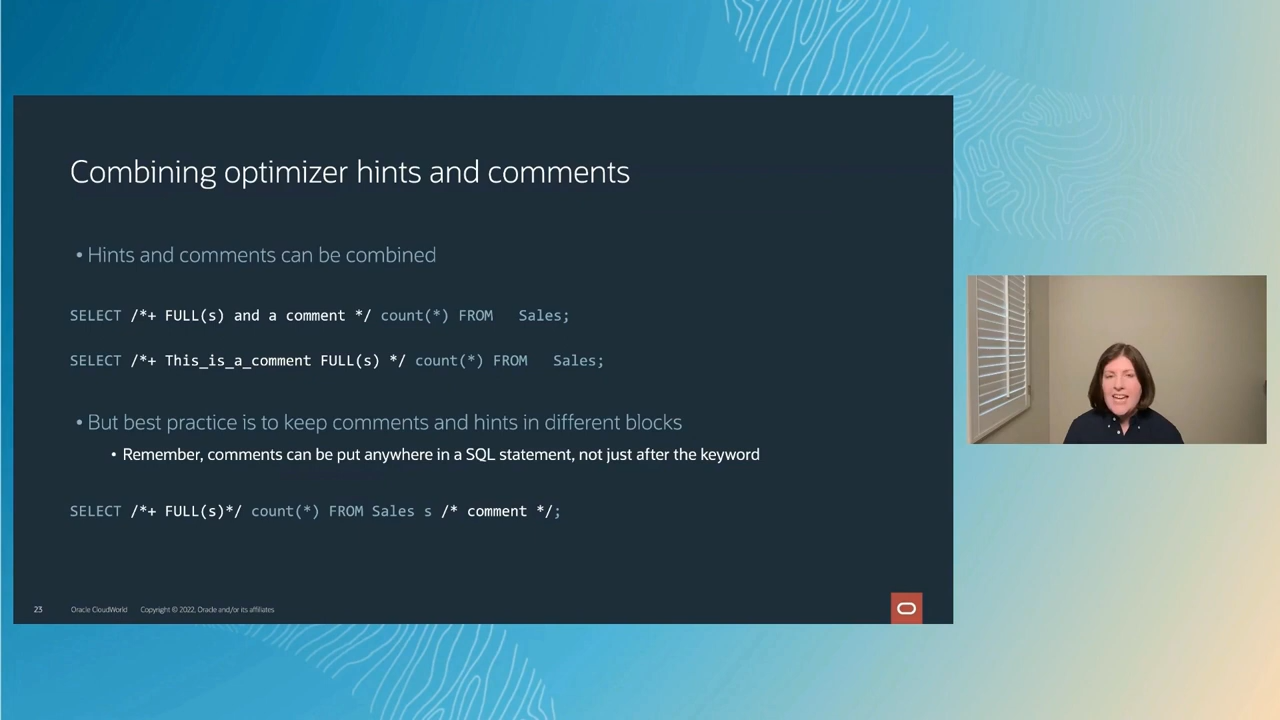 Combining optimizer hints and comments
• Hints and comments can be combined
SELECT /*+ FULL(s) and a comment */ count(*) FROM   Sales;
SELECT /*+ This_is_a_comment FULL(s) */ count(*) FROM   Sales;
• But best practice is to keep comments and hints in different blocks
• Remember, comments can be put anywhere in a SQL statement, not just after the keyword
SELECT /*+ FULL(s)*/ count(*) FROM Sales s /* comment */;
23 Oracle CloudWorld Copyright © 2022, Oracle and/or its affiliates